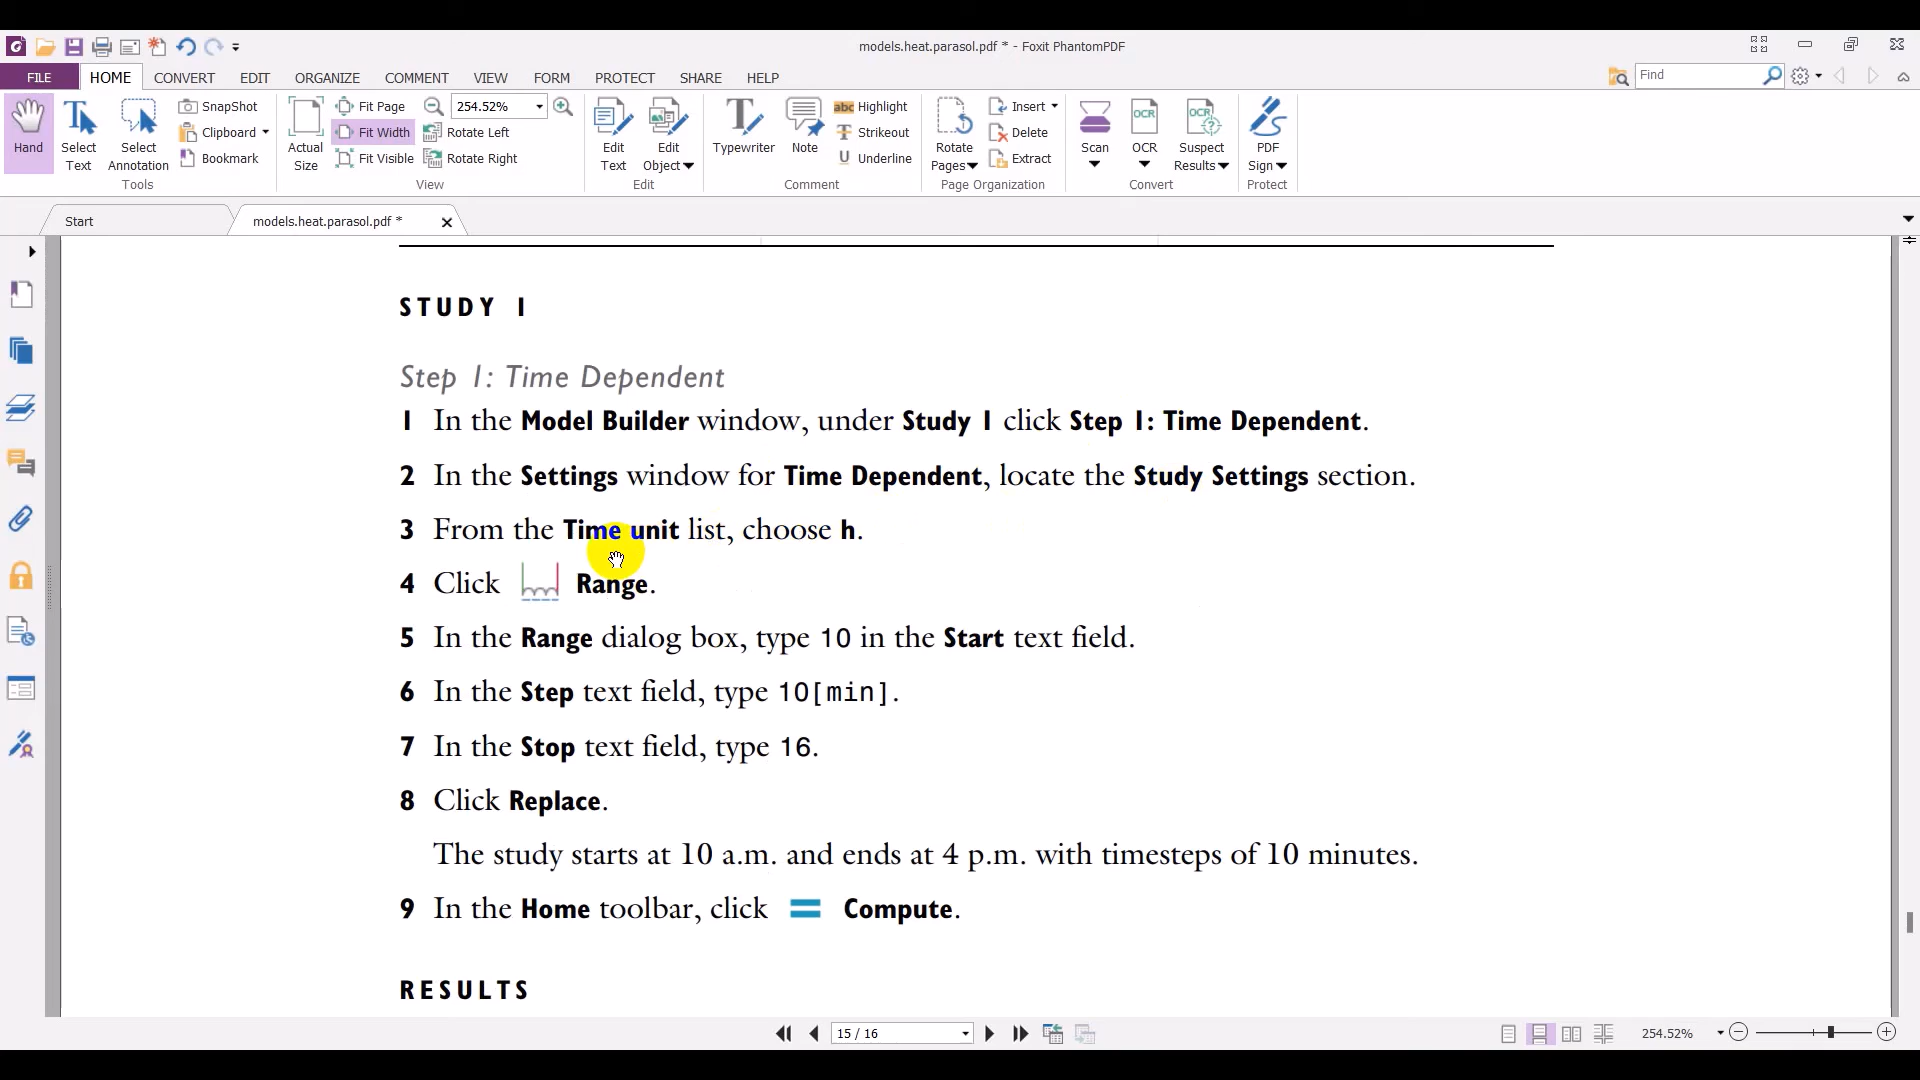 models.heat.parasol.pdf * - Foxit PhantomPDF
FILE HOME CONVERT EDIT ORGANIZE COMMENT VIEW FORM PROTECT SHARE HELP Find
Hand
Select Text
Select Annotation
SnapShot
Clipboard
Bookmark
Tools
Actual Size
Fit Page
Fit Width
Fit Visible
254.52%
Rotate Left
Rotate Right
View
Edit Text
Edit Object
Edit
Typewriter
Note
abc Highlight
T Strikeout
U Underline
Comment
Rotate Pages
Insert
Delete
Extract
Page Organization
Scan
OCR
OCR
OCR
Suspect Results
Convert
PDF Sign
Protect
Start
models.heat.parasol.pdf *
STUDY 1
Step 1: Time Dependent
1 In the Model Builder window, under Study 1 click Step 1: Time Dependent.
2 In the Settings window for Time Dependent, locate the Study Settings section.
3 From the Time unit list, choose h.
4 Click Range.
5 In the Range dialog box, type 10 in the Start text field.
6 In the Step text field, type 10[min].
7 In the Stop text field, type 16.
8 Click Replace.
The study starts at 10 a.m. and ends at 4 p.m. with timesteps of 10 minutes.
9 In the Home toolbar, click Compute.
RESULTS
15 / 16
254.52%